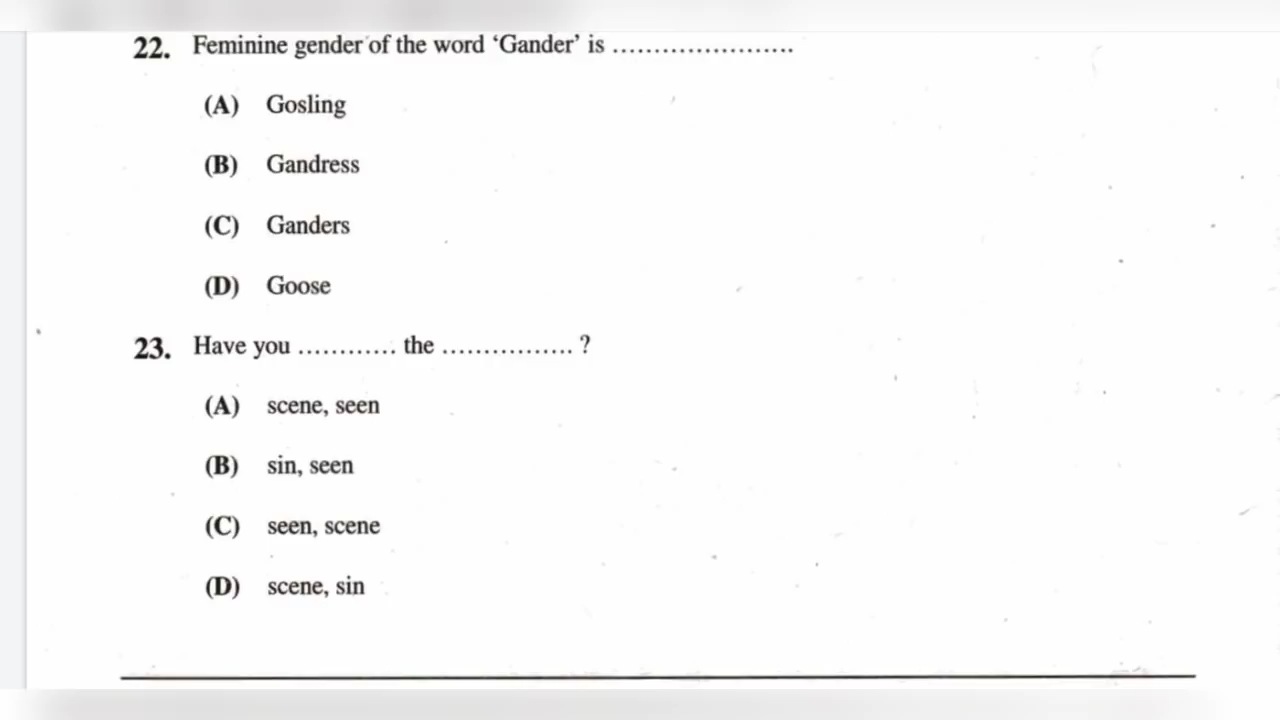 22. Feminine gender of the word ‘Gander’ is ......................
(A) Gosling
(B) Gandress
(C) Ganders
(D) Goose
23. Have you ............ the ................ ?
(A) scene, seen
(B) sin, seen
(C) seen, scene
(D) scene, sin